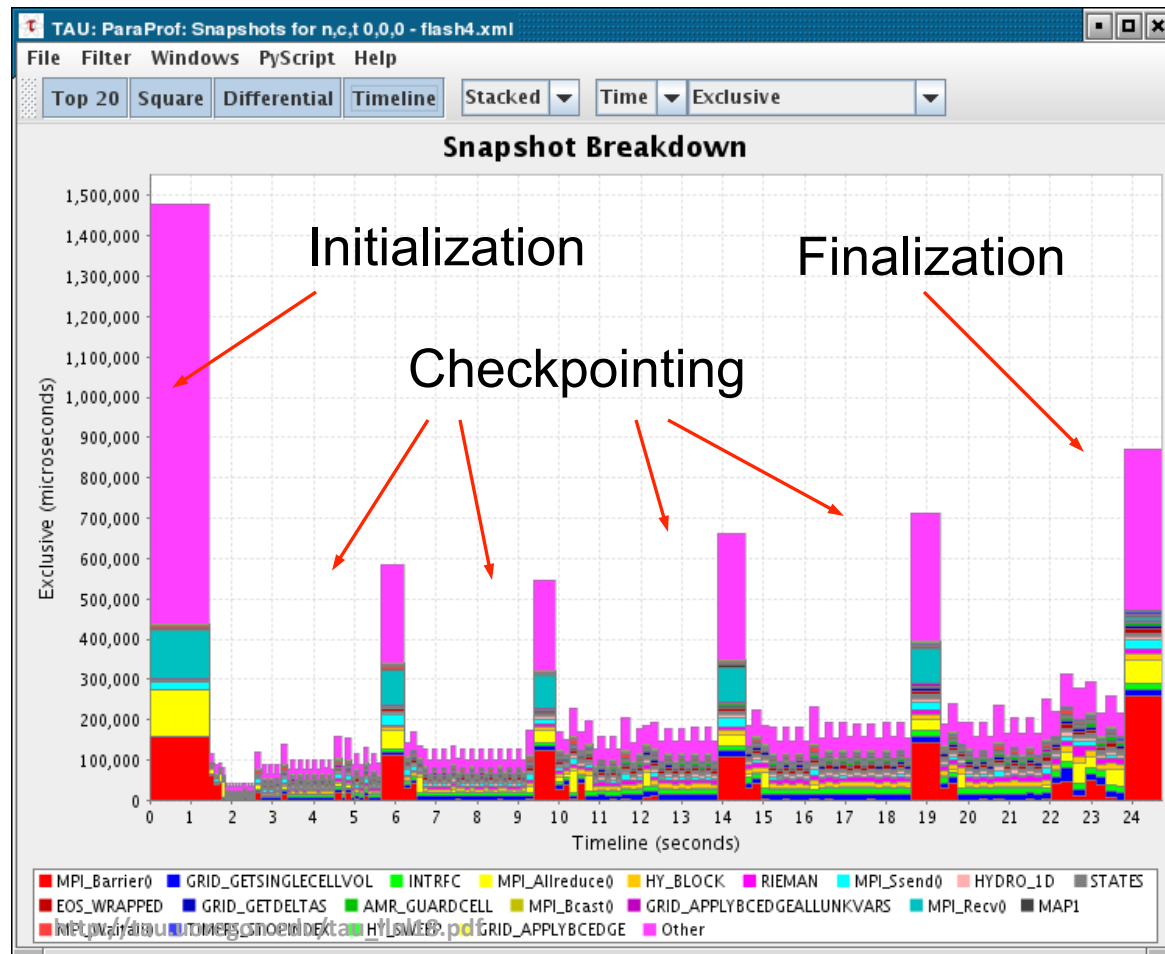 TAU: ParaProf: Snapshots for n,c,t 0,0,0 - flash4.xml
File Filter Windows PyScript Help
Top 20 Square Differential Timeline Stacked Time Exclusive
Snapshot Breakdown
Initialization
Finalization
Checkpointing
Exclusive (microseconds)
1,500,000
1,400,000
1,300,000
1,200,000
1,100,000
1,000,000
900,000
800,000
700,000
600,000
500,000
400,000
300,000
200,000
100,000
0
0 1 2 3 4 5 6 7 8 9 10 11 12 13 14 15 16 17 18 19 20 21 22 23 24
Timeline (seconds)
MPI_Barrier() GRID_GETSINGLECELLVOL INTRFC MPI_Allreduce() HY_BLOCK RIEMAN MPI_Ssend() HYDRO_1D STATES
EOS_WRAPPED GRID_GETDELTAS AMR_GUARDCELL MPI_Bcast() GRID_APPLYBCEDGEALLUNKVARS MPI_Recv() MAP1
GRID_APPLYBCEDGE Other